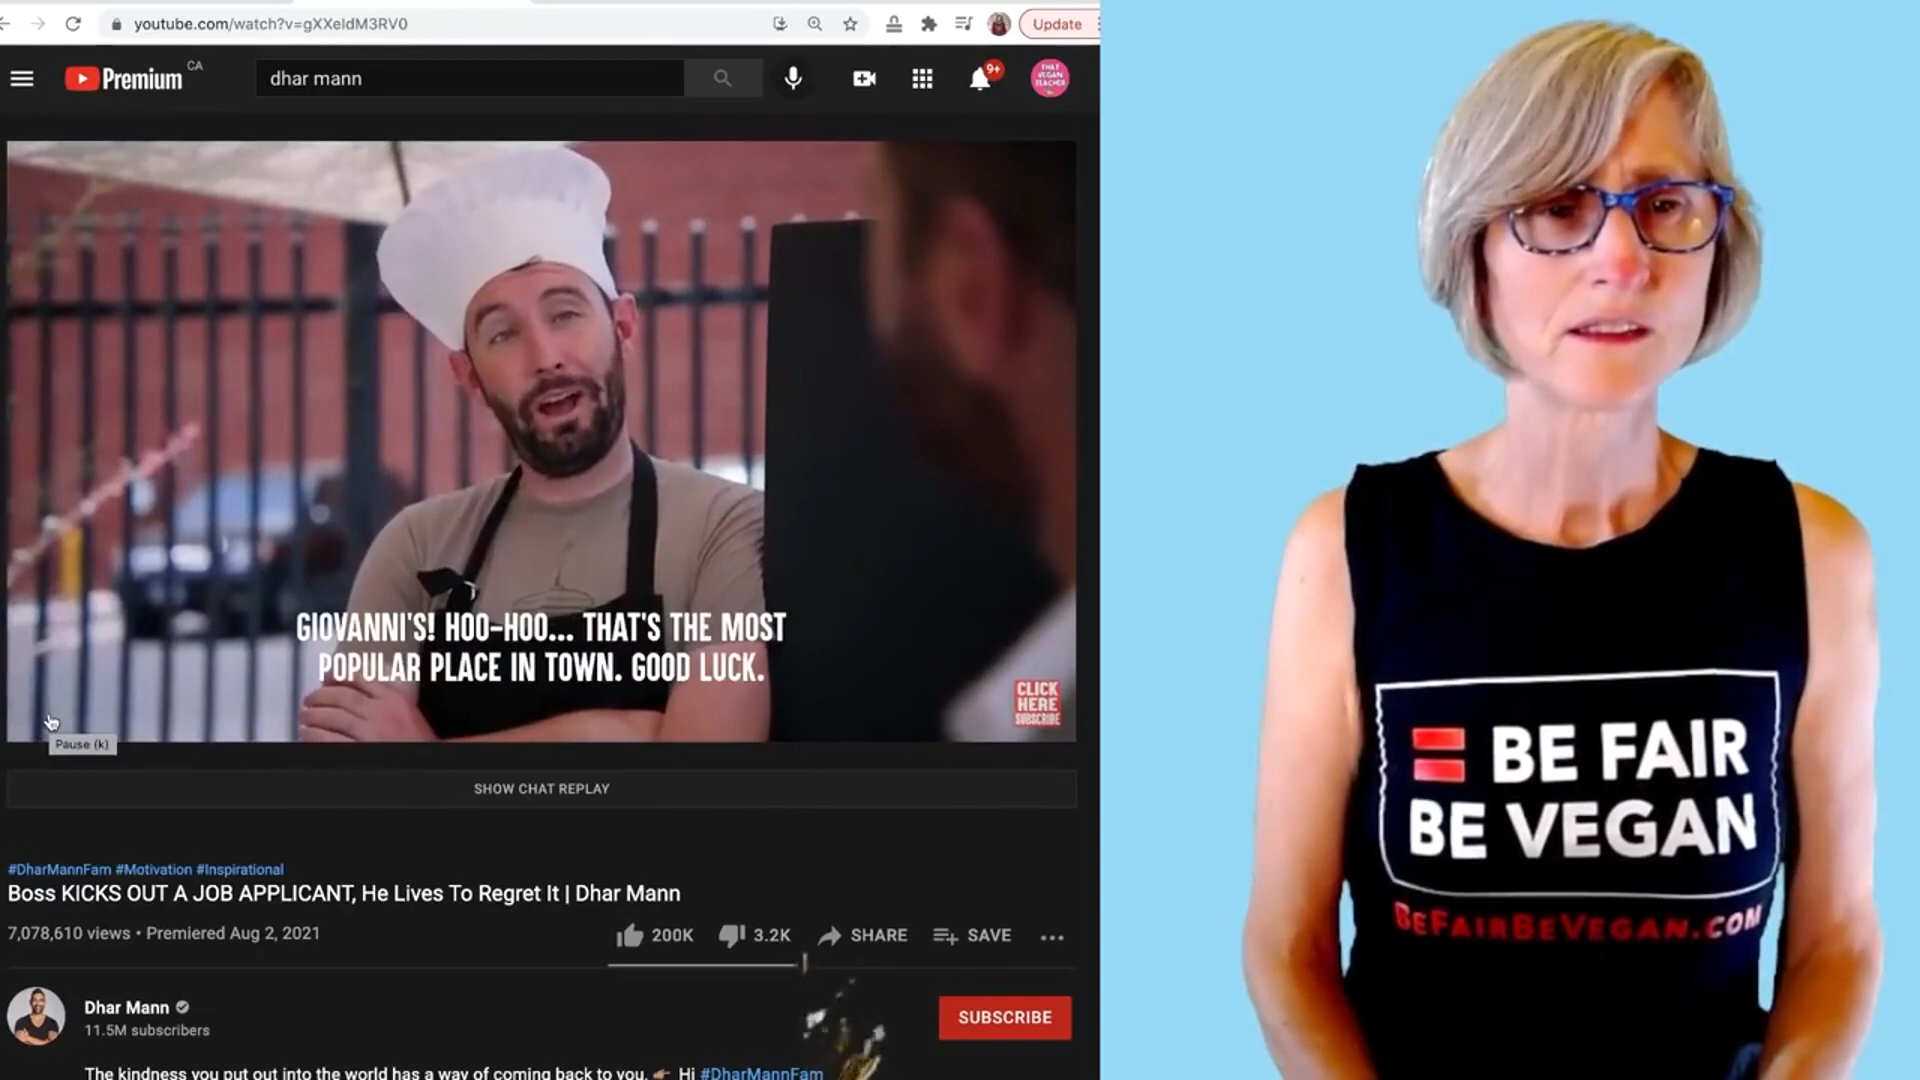 youtube.com/watch?v=gXXeldM3RV0
Update
Premium CA
dhar mann
9+
THAT
VEGAN
TEACHER
GIOVANNI'S! HOO-HOO... THAT'S THE MOST
POPULAR PLACE IN TOWN. GOOD LUCK.
CLICK
HERE
SUBSCRIBE
Pause (k)
SHOW CHAT REPLAY
#DharMannFam #Motivation #Inspirational
Boss KICKS OUT A JOB APPLICANT, He Lives To Regret It | Dhar Mann
7,078,610 views • Premiered Aug 2, 2021
200K 3.2K SHARE SAVE
Dhar Mann
11.5M subscribers
SUBSCRIBE
The kindness you put out into the world has a way of coming back to you. Hi #DharMannFam
= BE FAIR
BE VEGAN
BEFAIRBEVEGAN.COM